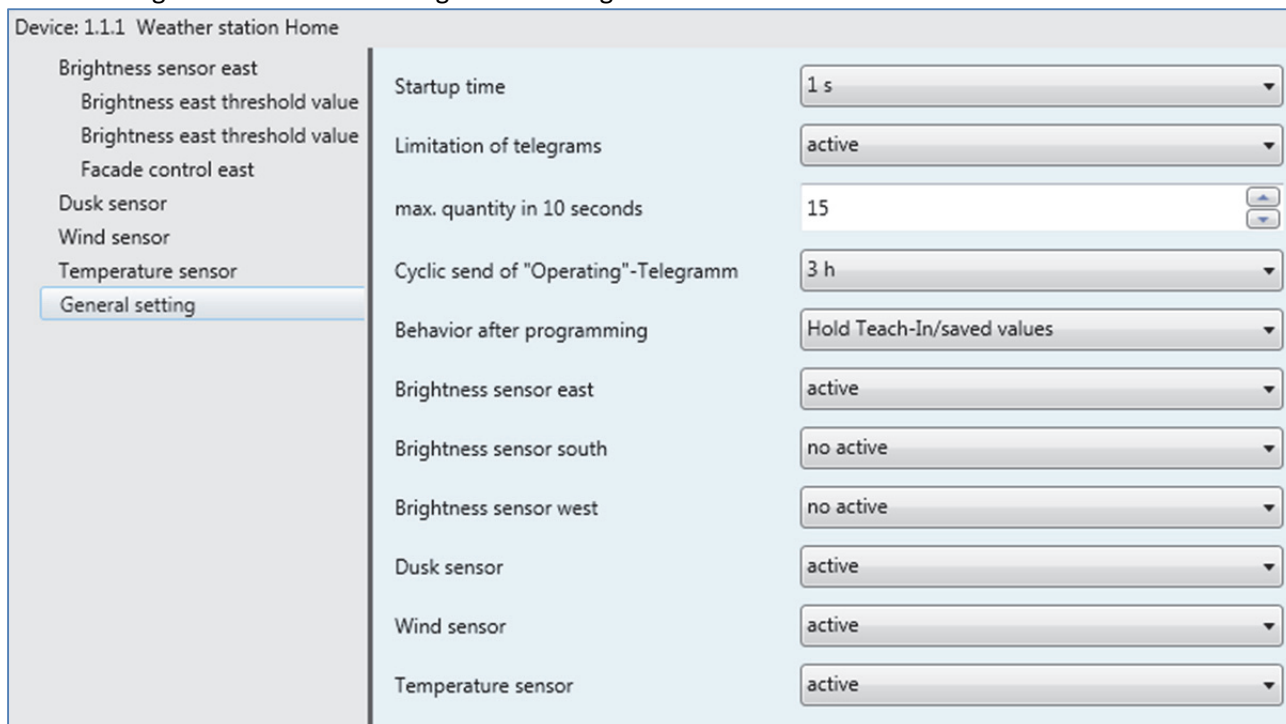 Device: 1.1.1 Weather station Home
Brightness sensor east
Brightness east threshold value
Brightness east threshold value
Facade control east
Dusk sensor
Wind sensor
Temperature sensor
General setting
Startup time 1 s
Limitation of telegrams active
max. quantity in 10 seconds 15
Cyclic send of "Operating"-Telegramm 3 h
Behavior after programming Hold Teach-In/saved values
Brightness sensor east active
Brightness sensor south no active
Brightness sensor west no active
Dusk sensor active
Wind sensor active
Temperature sensor active